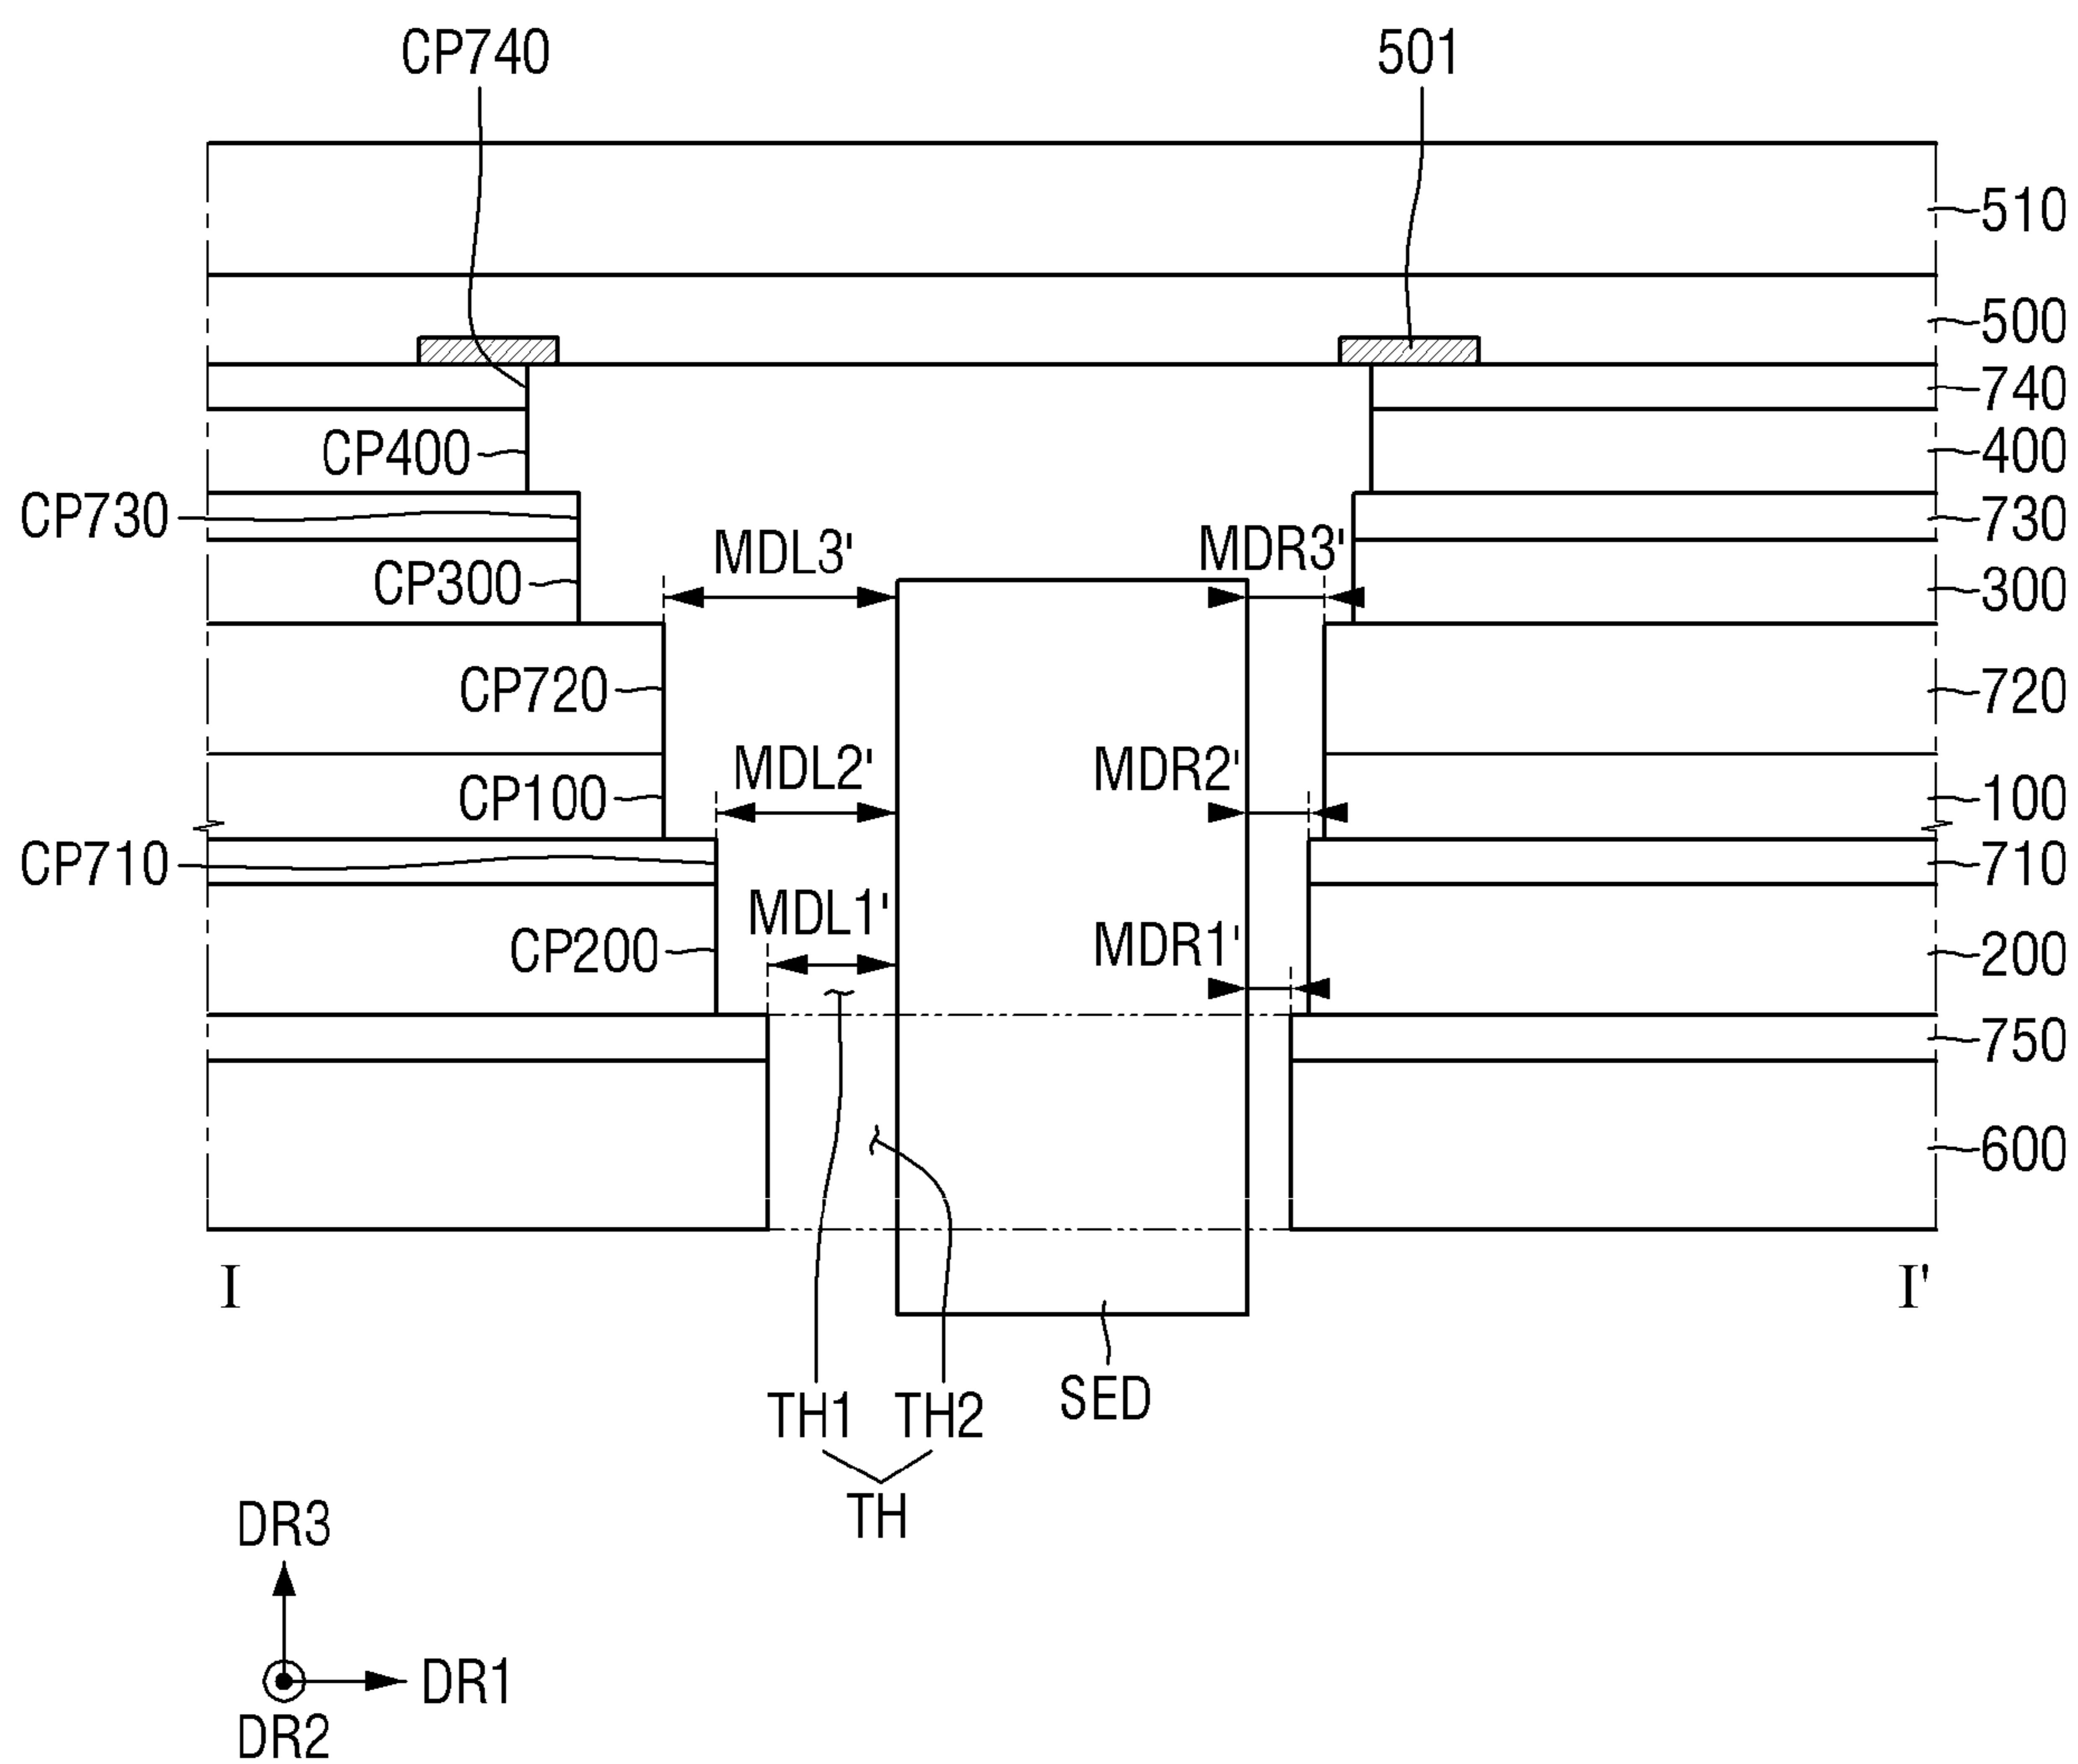 CP740
501
510
500
740
CP400
400
CP730
730
MDL3'
MDR3'
CP300
300
CP720
720
MDL2'
MDR2'
CP100
100
CP710
710
MDL1'
MDR1'
CP200
200
750
600
I
I'
TH1
TH2
SED
TH
DR3
DR1
DR2